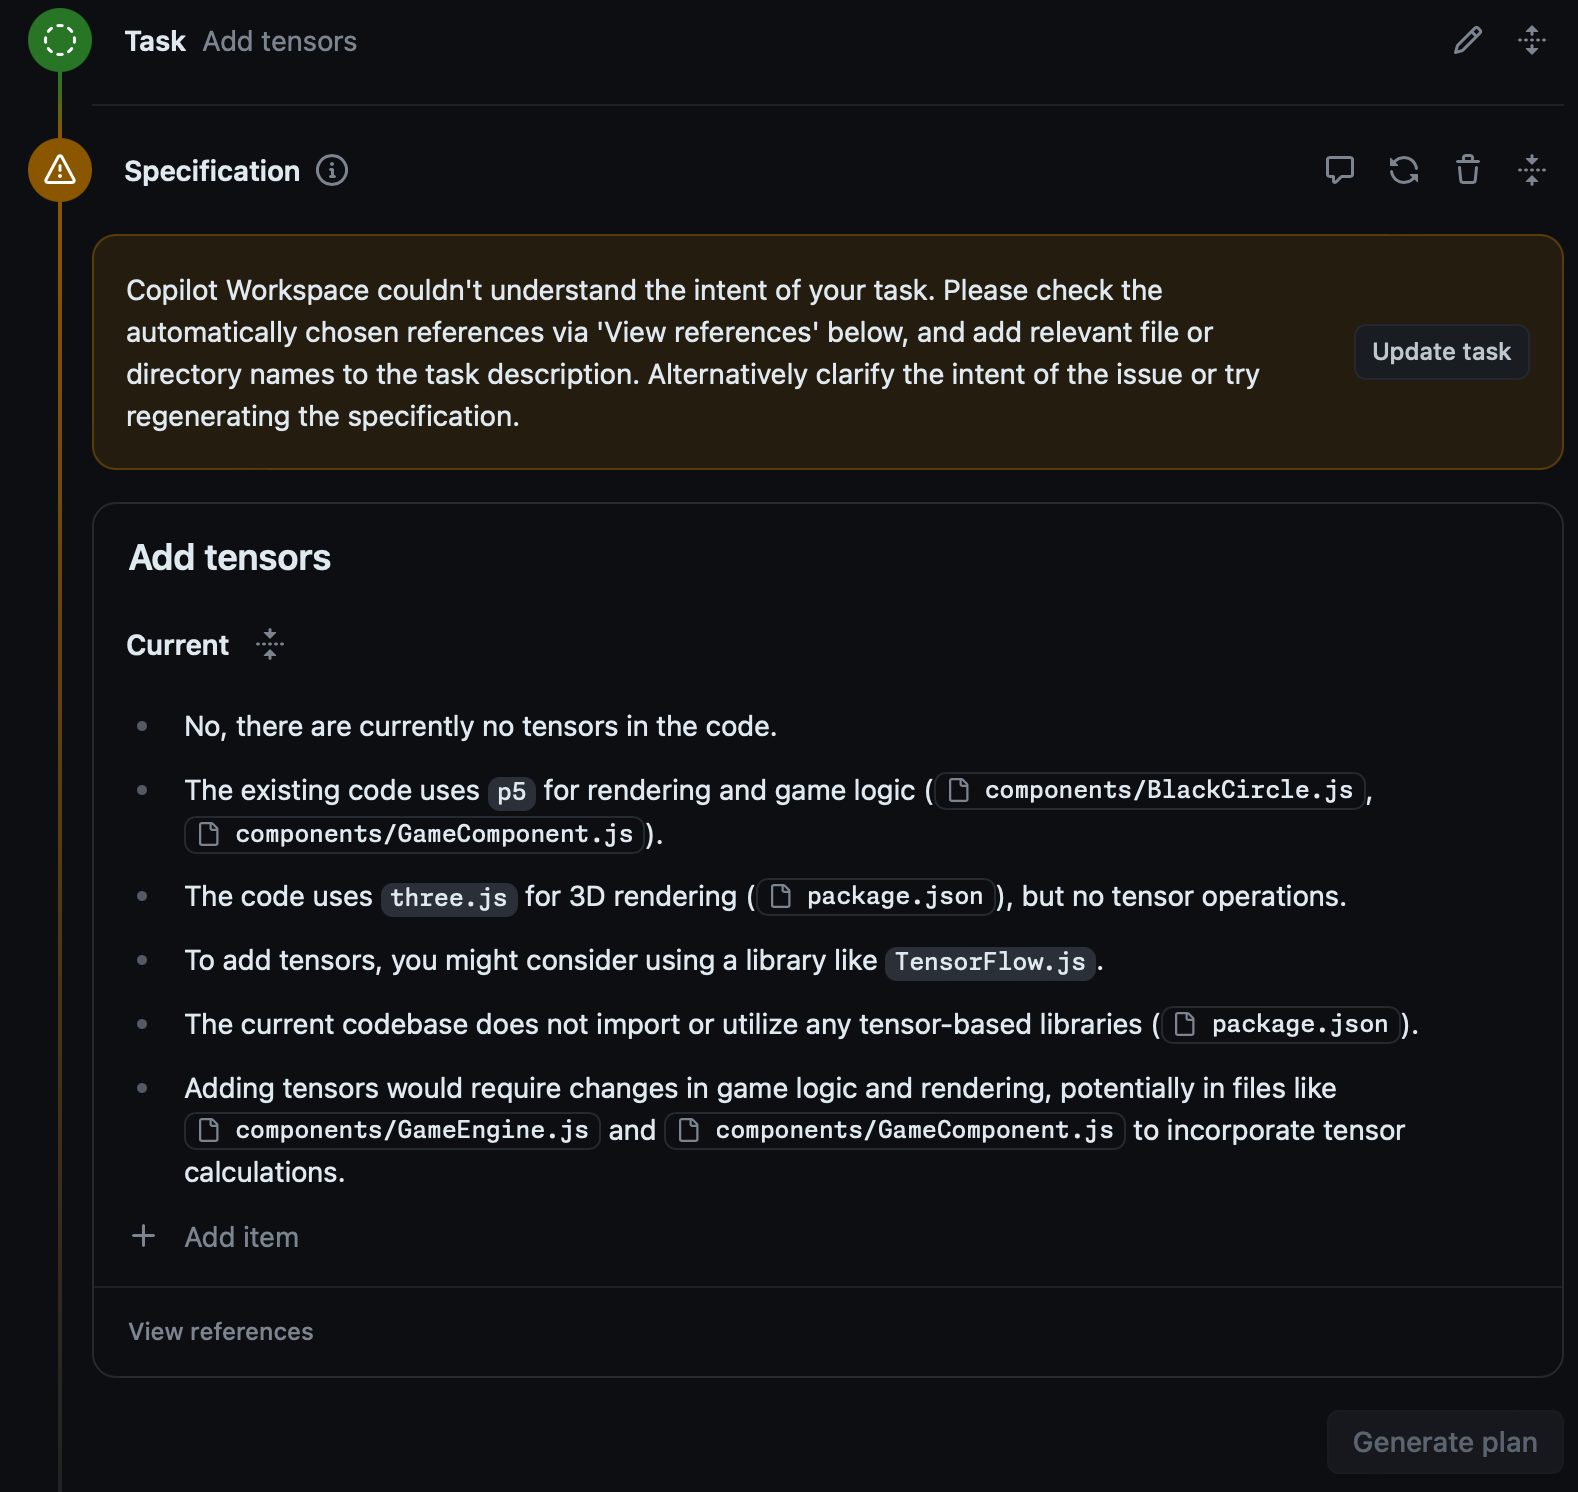 Task Add tensors
Specification
Copilot Workspace couldn't understand the intent of your task. Please check the
automatically chosen references via 'View references' below, and add relevant file or
directory names to the task description. Alternatively clarify the intent of the issue or try
regenerating the specification.
Update task
Add tensors
Current
No, there are currently no tensors in the code.
The existing code uses p5 for rendering and game logic ( components/BlackCircle.js ,
components/GameComponent.js ).
The code uses three.js for 3D rendering ( package.json ), but no tensor operations.
To add tensors, you might consider using a library like TensorFlow.js .
The current codebase does not import or utilize any tensor-based libraries ( package.json ).
Adding tensors would require changes in game logic and rendering, potentially in files like
components/GameEngine.js and components/GameComponent.js to incorporate tensor
calculations.
Add item
View references
Generate plan